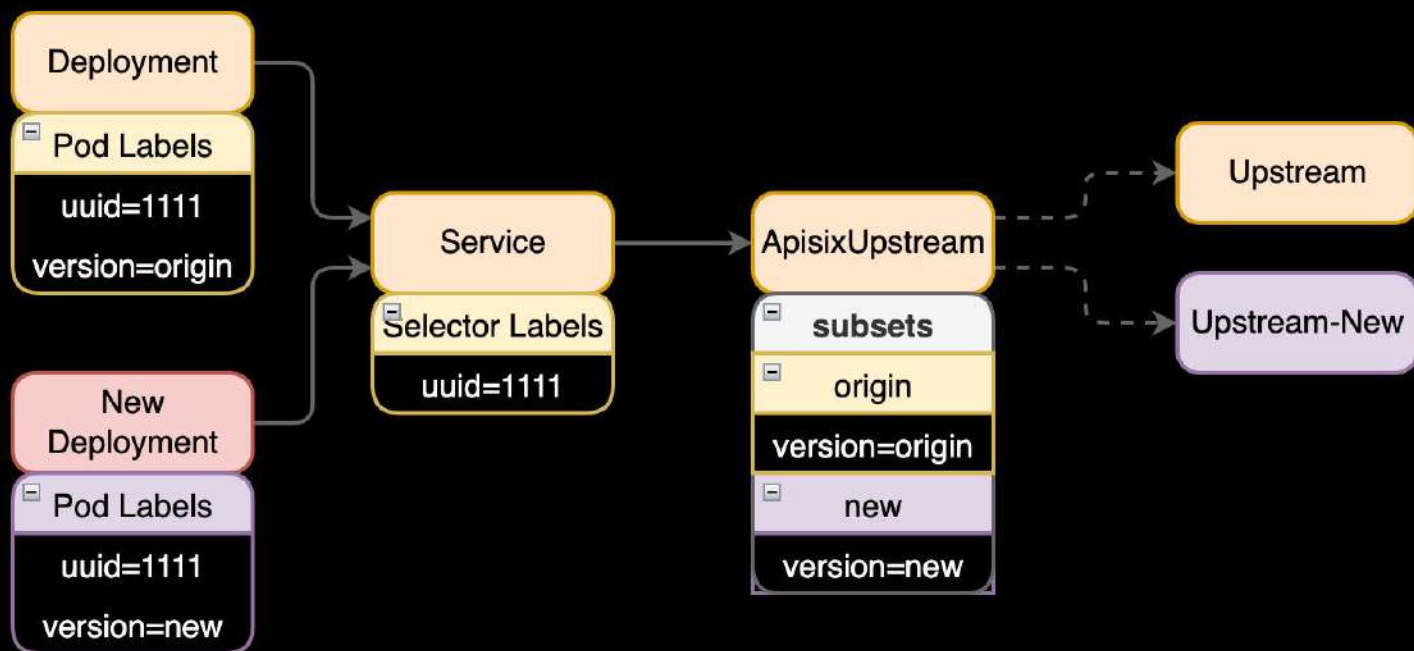 Deployment
Pod Labels
uuid=1111
version=origin
New
Deployment
Pod Labels
uuid=1111
version=new
Service
Selector Labels
uuid=1111
ApisixUpstream
subsets
origin
version=origin
new
version=new
Upstream
Upstream-New